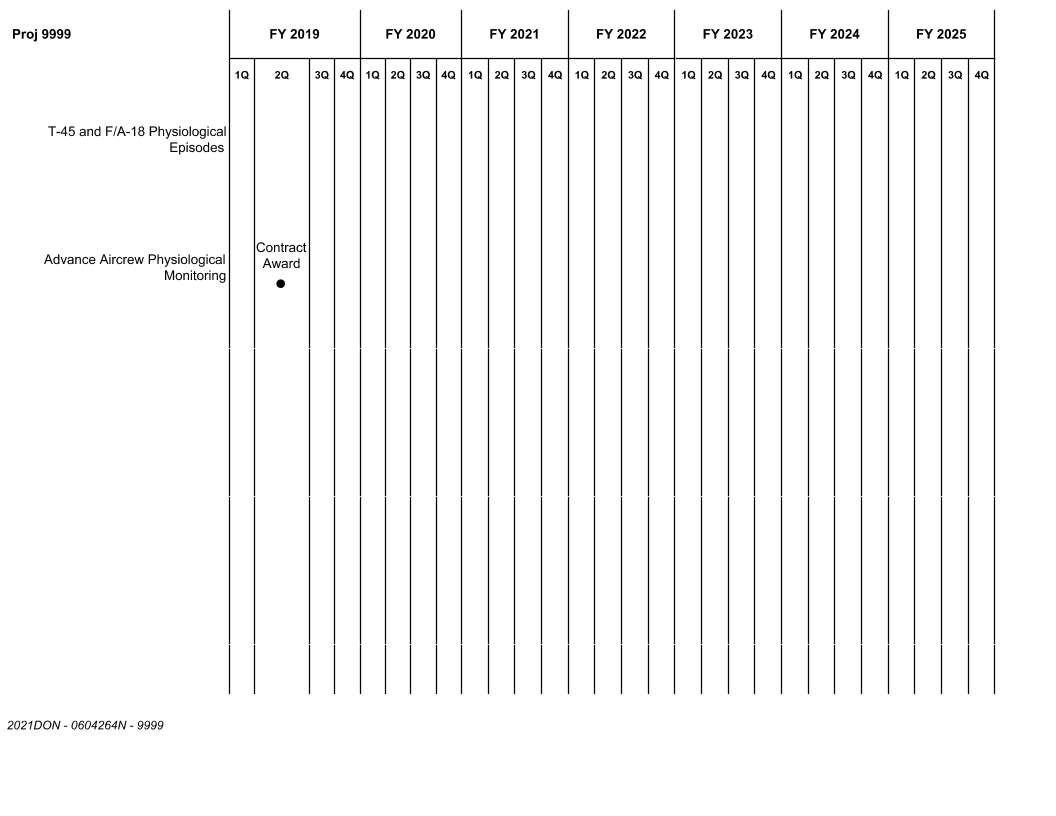 Proj 9999
FY 2019 FY 2020 FY 2021 FY 2022 FY 2023 FY 2024 FY 2025
1Q 2Q 3Q 4Q 1Q 2Q 3Q 4Q 1Q 2Q 3Q 4Q 1Q 2Q 3Q 4Q 1Q 2Q 3Q 4Q 1Q 2Q 3Q 4Q 1Q 2Q 3Q 4Q
T-45 and F/A-18 Physiological
Episodes
Advance Aircrew Physiological
Monitoring
Contract
Award
2021DON - 0604264N - 9999